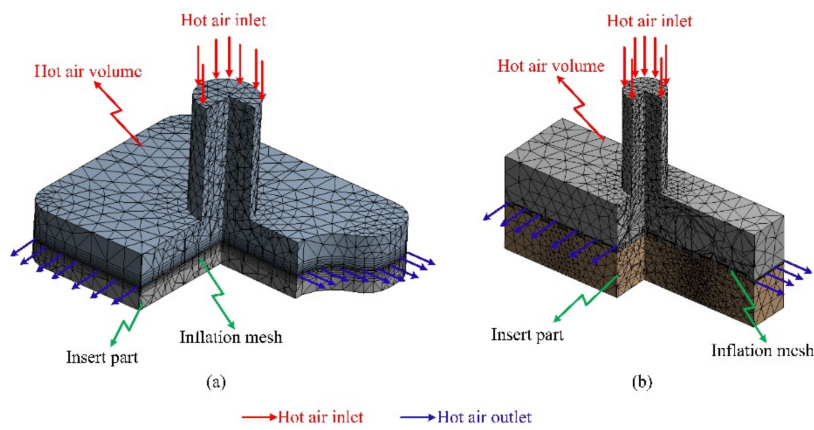 Hot air inlet
Hot air volume
Insert part
Inflation mesh
(a)
Hot air inlet
Hot air volume
Insert part
Inflation mesh
(b)
Hot air inlet
Hot air outlet